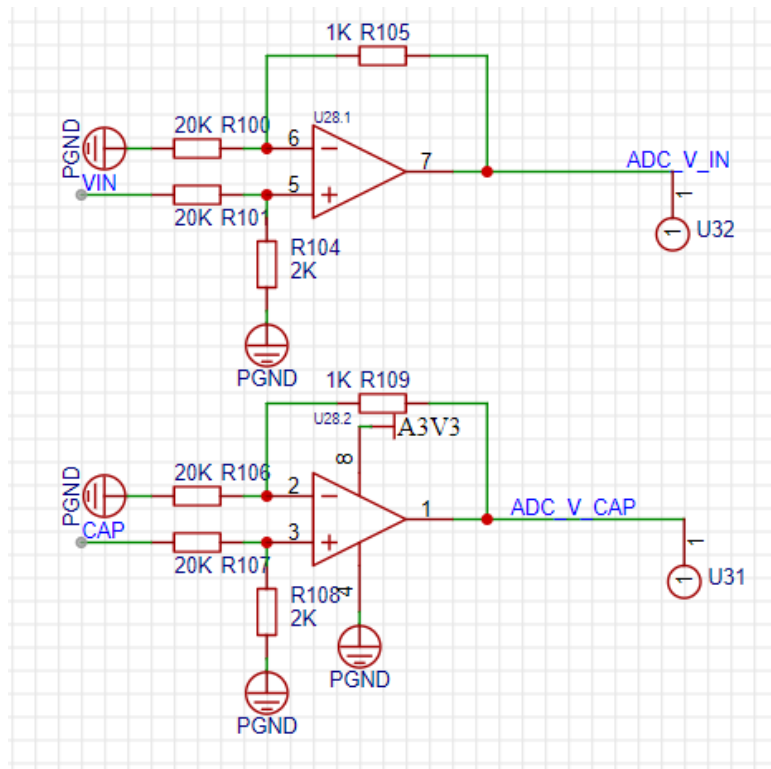 1K R105
20K R100
U28.1
PGND
6
7
ADC_V_IN
VIN
5
1
20K R101
1
U32
R104
2K
PGND
1K R109
U28.2
A3V3
8
20K R106
PGND
2
1
ADC_V_CAP
CAP
3
1
20K R107
1
U31
R108
4
2K
PGND
PGND